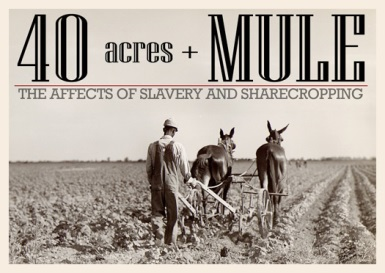 40 acres + MULE
THE AFFECTS OF SLAVERY AND SHARECROPPING